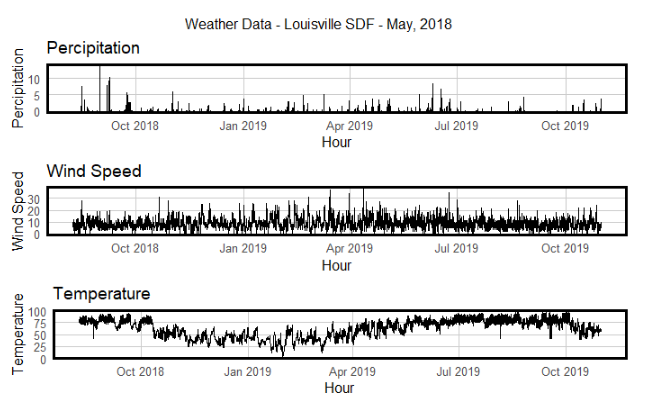 Weather Data - Louisville SDF - May, 2018
Percipitation
Percipitation
10
5
0
Oct 2018 Jan 2019 Apr 2019 Jul 2019 Oct 2019
Hour
Wind Speed
Wind Speed
30
20
10
0
Oct 2018 Jan 2019 Apr 2019 Jul 2019 Oct 2019
Hour
Temperature
Temperature
100
75
50
25
0
Oct 2018 Jan 2019 Apr 2019 Jul 2019 Oct 2019
Hour